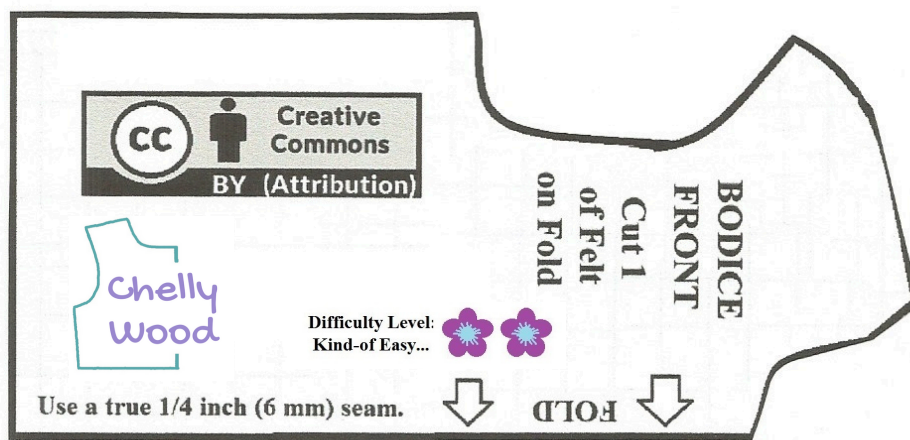 CC
Creative
Commons
BY (Attribution)
BODICE
FRONT
Cut 1
of Felt
on Fold
Chelly
Wood
Difficulty Level:
Kind-of Easy...
Use a true 1/4 inch (6 mm) seam.
FOLD